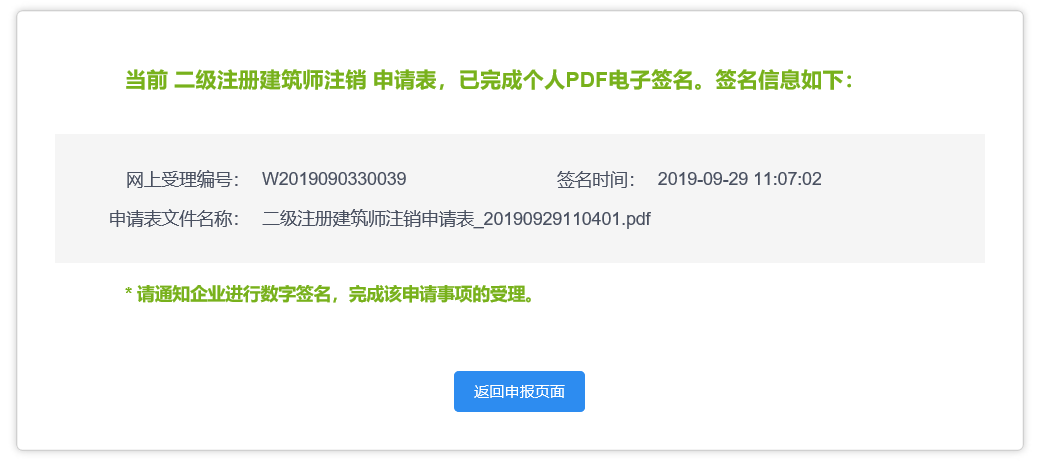 当前 二级注册建筑师注销 申请表，已完成个人PDF电子签名。签名信息如下：
网上受理编号： W2019090330039 签名时间： 2019-09-29 11:07:02
申请表文件名称： 二级注册建筑师注销申请表_20190929110401.pdf
* 请通知企业进行数字签名，完成该申请事项的受理。
返回申报页面